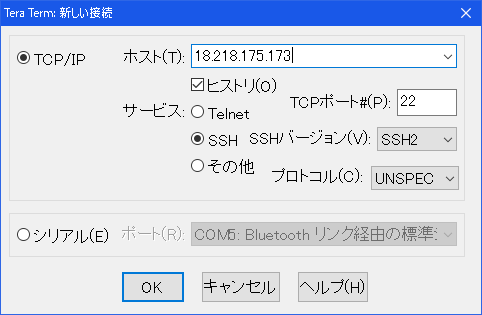 Tera Term: 新しい接続
TCP/IP
ホスト(T): 18.218.175.173
ヒストリ(O)
サービス: Telnet
TCPポート#(P): 22
SSH
SSHバージョン(V): SSH2
その他
プロトコル(C): UNSPEC
シリアル(E)
ポート(R): COM5: Bluetooth リンク経由の標準
OK
キャンセル
ヘルプ(H)